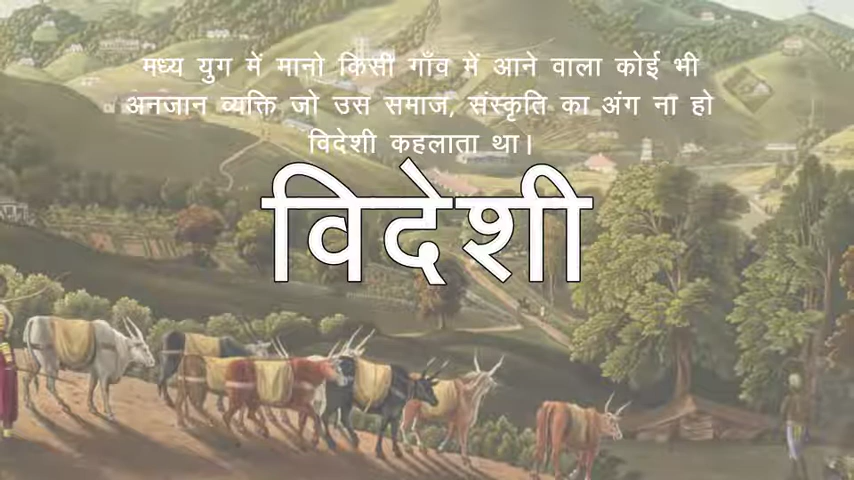 मध्य युग में मानो किसी गाँव में आने वाला कोई भी
अनजान व्यक्ति जो उस समाज, संस्कृति का अंग ना हो
विदेशी कहलाता था।
विदेशी